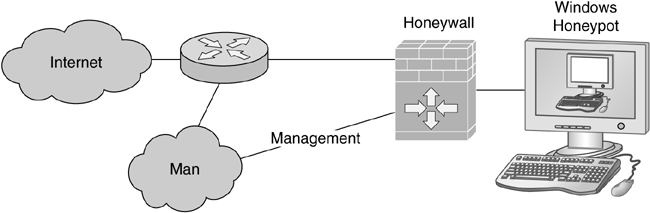 Honeywall
Windows
Honeypot
Internet
Management
Man